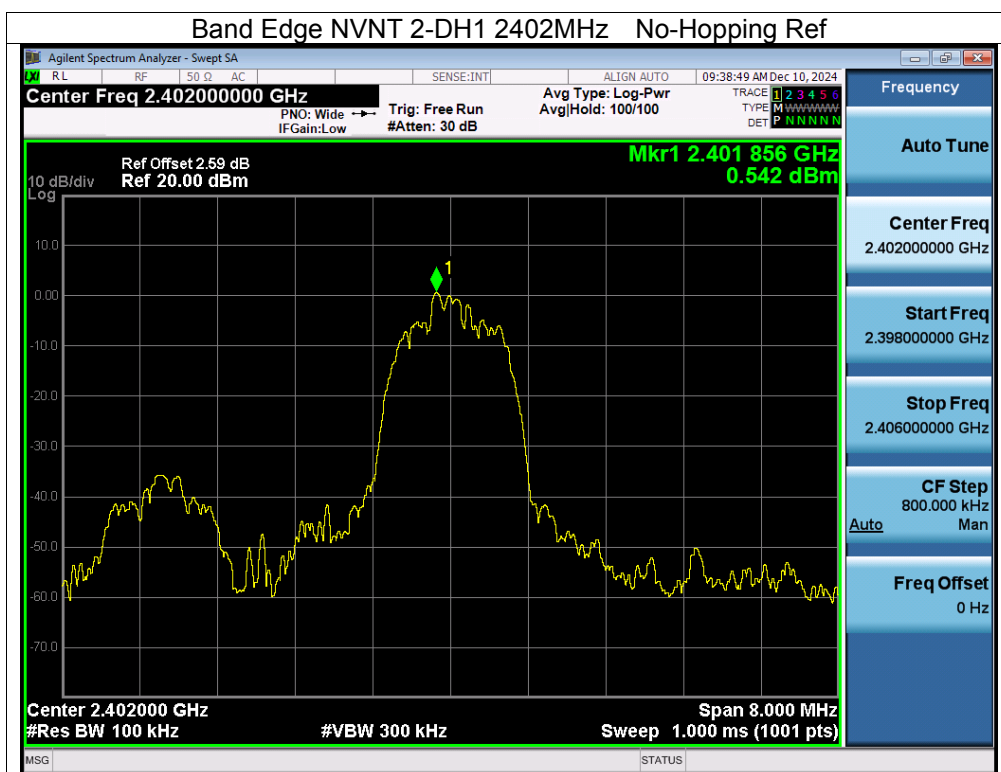 Band Edge NVNT 2-DH1 2402MHz No-Hopping Ref
Agilent Spectrum Analyzer - Swept SA
LXI RL RF 50 Ω AC SENSE:INT ALIGN AUTO 09:38:49 AM Dec 10, 2024
Center Freq 2.402000000 GHz
PNO: Wide
IFGain:Low
Trig: Free Run
#Atten: 30 dB
Avg Type: Log-Pwr
Avg|Hold: 100/100
TRACE 1 2 3 4 5 6
TYPE M WWWWW
DET P N N N N N
Ref Offset 2.59 dB
10 dB/div Ref 20.00 dBm
Log
Mkr1 2.401 856 GHz
0.542 dBm
1
10.0
0.00
-10.0
-20.0
-30.0
-40.0
-50.0
-60.0
-70.0
Center 2.402000 GHz Span 8.000 MHz
#Res BW 100 kHz #VBW 300 kHz Sweep 1.000 ms (1001 pts)
MSG STATUS
Frequency
Auto Tune
Center Freq
2.402000000 GHz
Start Freq
2.398000000 GHz
Stop Freq
2.406000000 GHz
CF Step
800.000 kHz
Auto Man
Freq Offset
0 Hz